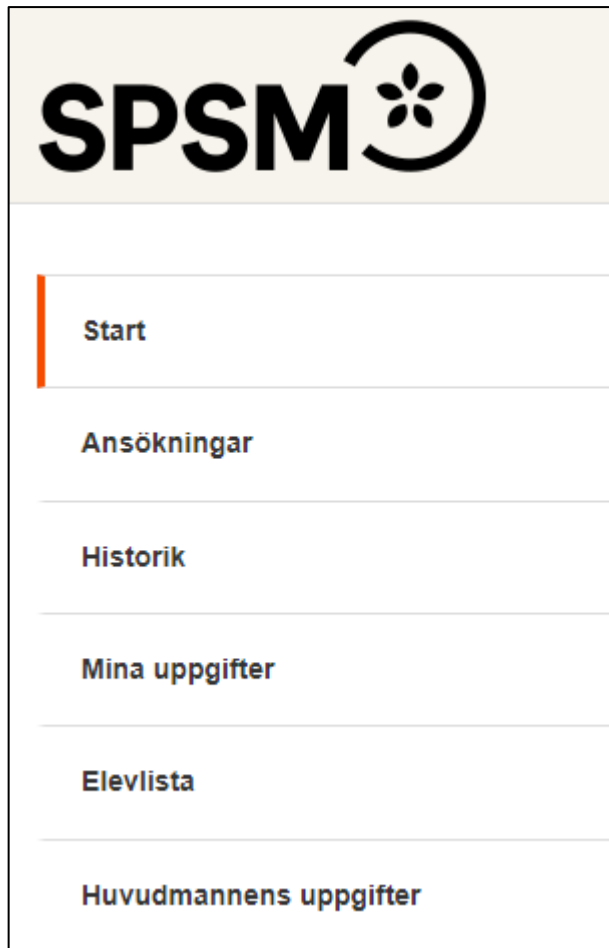 SPSM
Start
Ansökningar
Historik
Mina uppgifter
Elevlista
Huvudmannens uppgifter